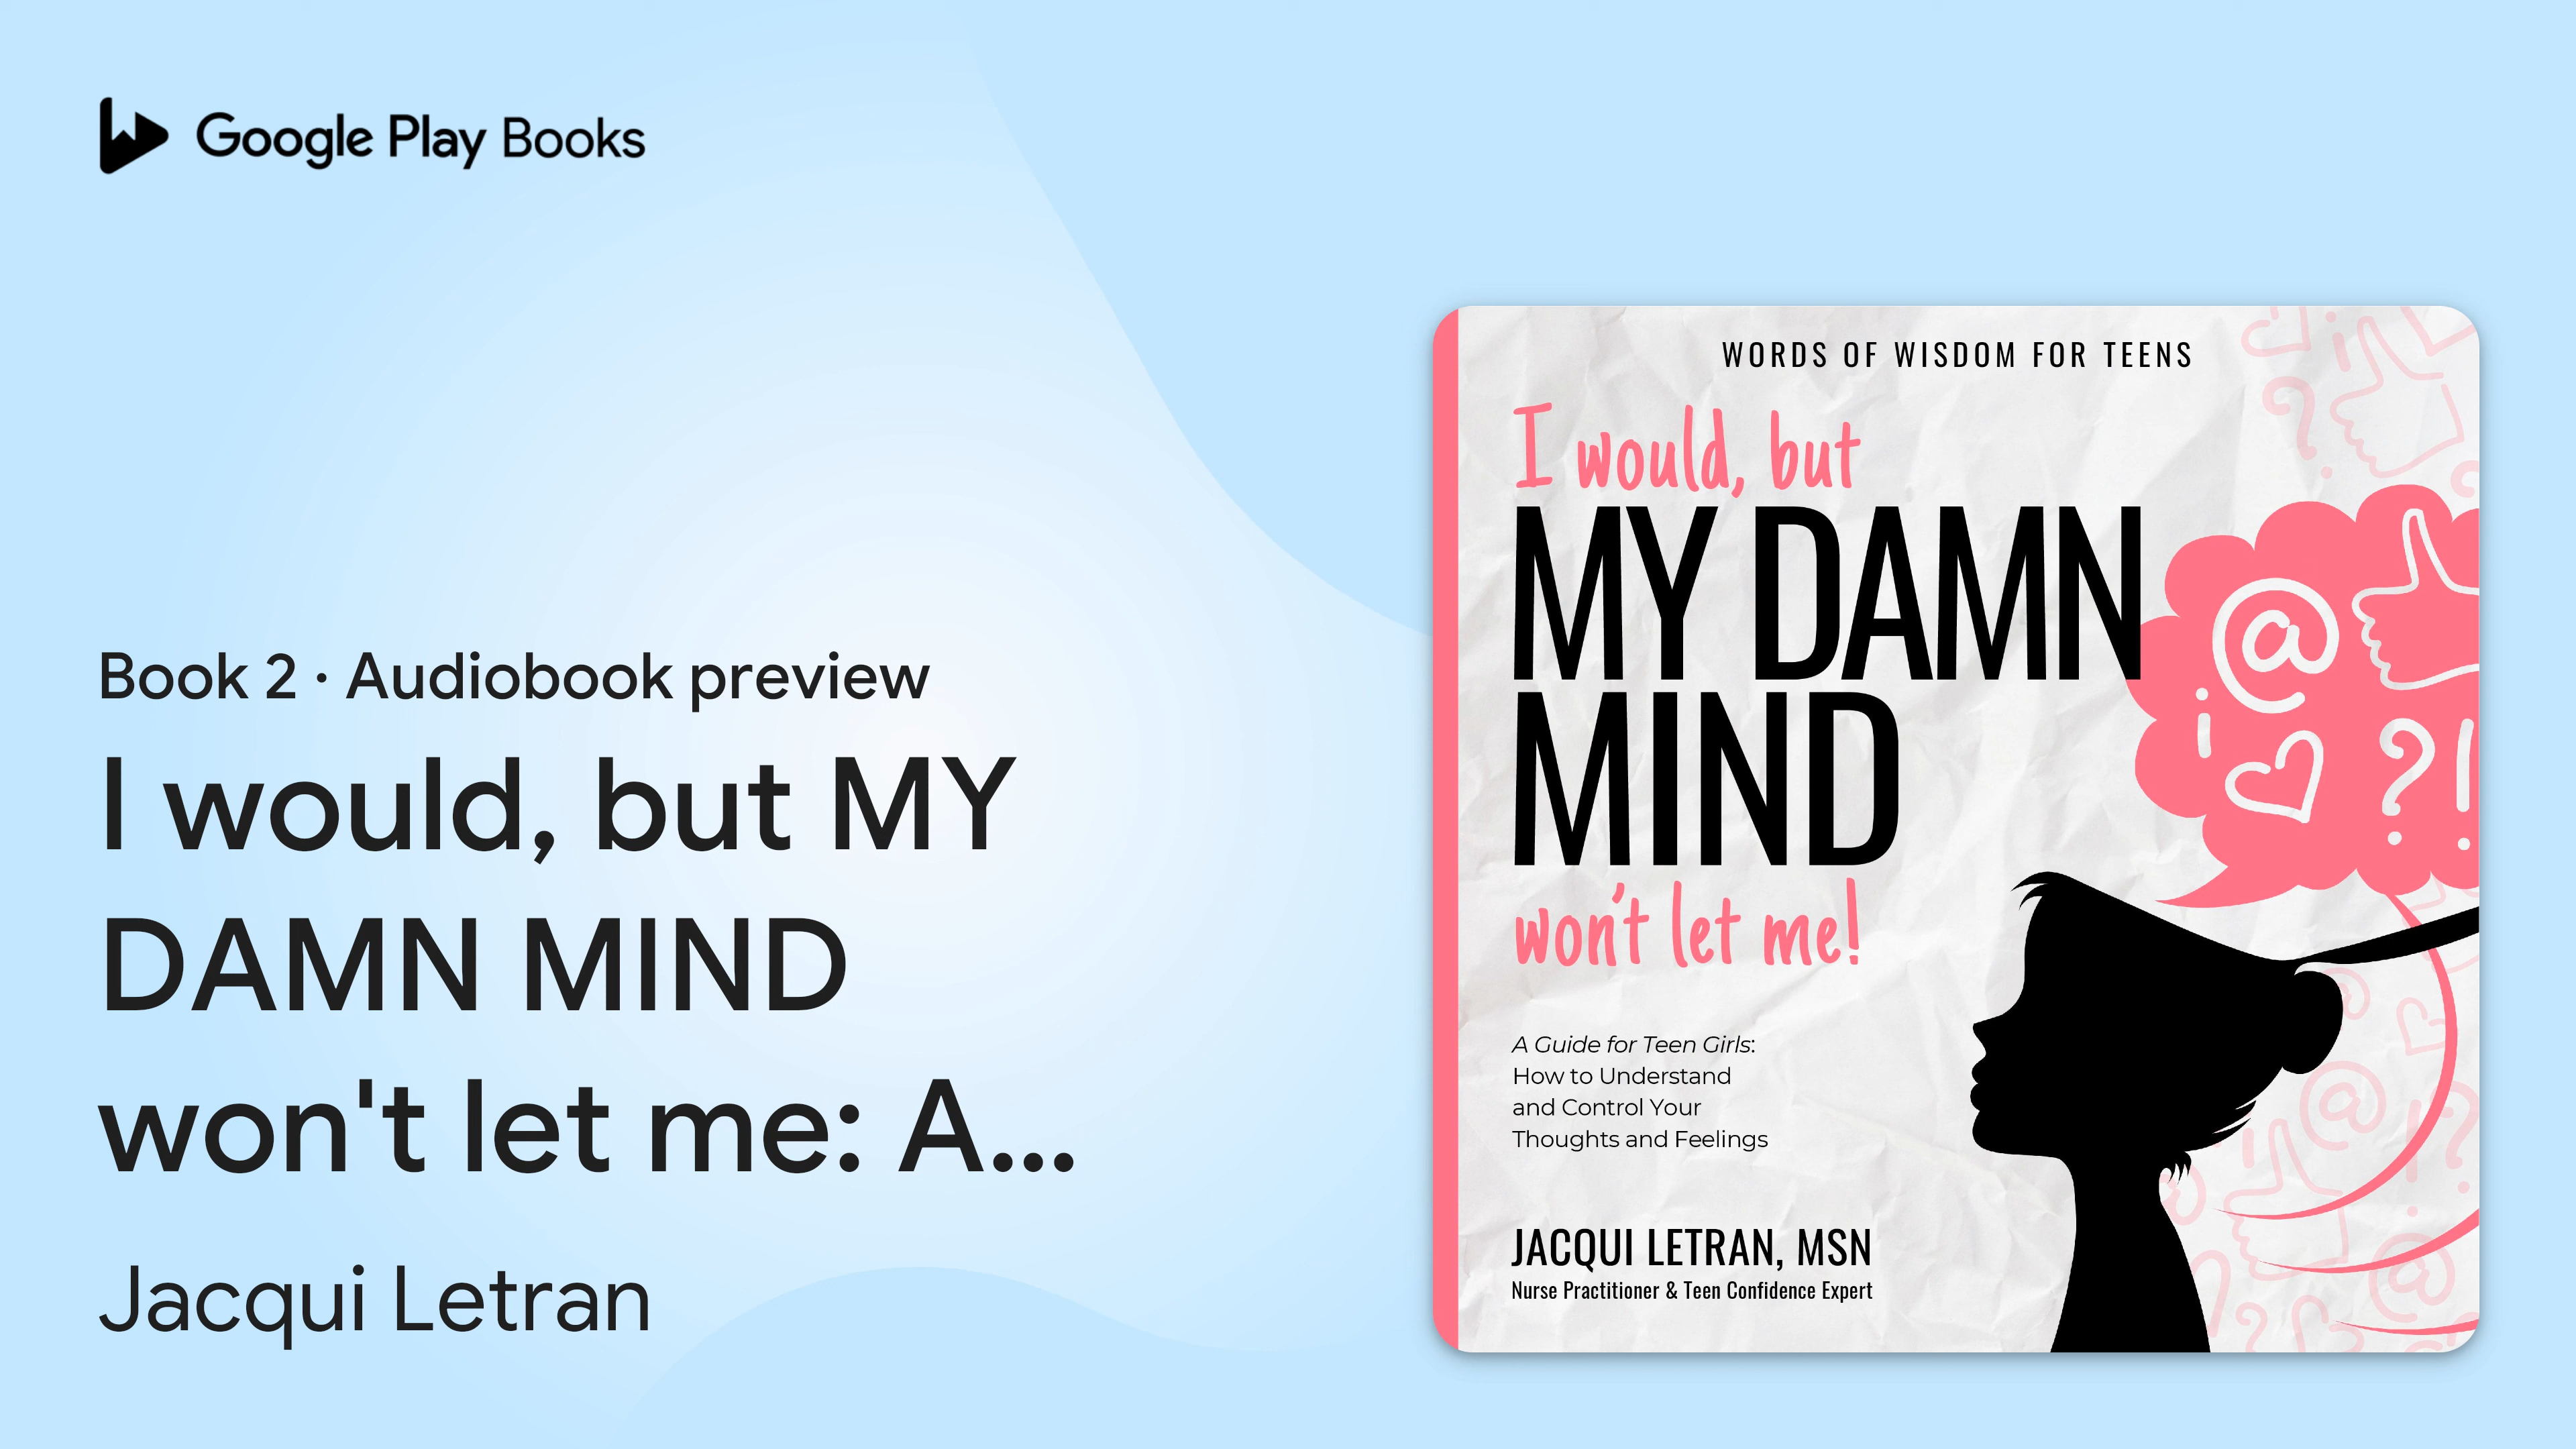 Google Play Books
Book 2 · Audiobook preview
I would, but MY
DAMN MIND
won't let me: A...
Jacqui Letran
WORDS OF WISDOM FOR TEENS
I would, but
MY DAMN
MIND
won't let me!
A Guide for Teen Girls:
How to Understand
and Control Your
Thoughts and Feelings
JACQUI LETRAN, MSN
Nurse Practitioner & Teen Confidence Expert